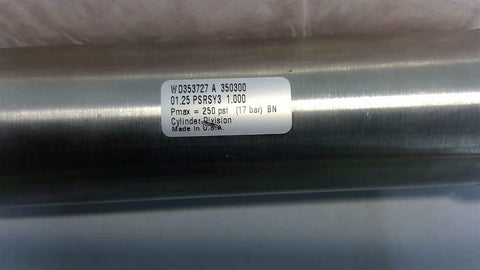 WD353727 A 350300
01.25 PSRSY3 1.000
Pmax = 250 psi (17 bar) BN
Cylinder Division
Made in U.S.A.